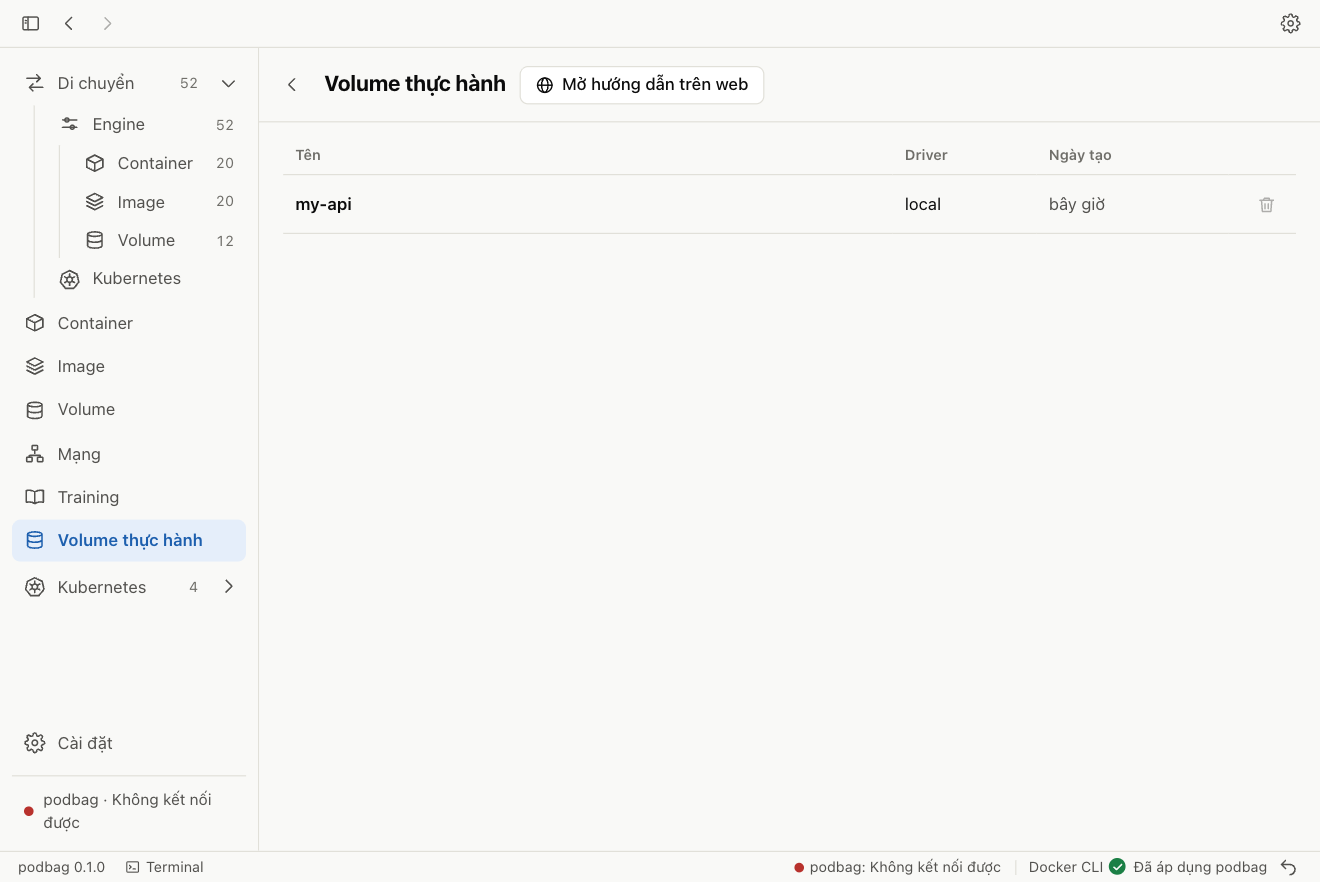 Di chuyển 52
Engine 52
Container 20
Image 20
Volume 12
Kubernetes
Container
Image
Volume
Mạng
Training
Volume thực hành
Kubernetes 4
Cài đặt
podbag · Không kết nối
được
Volume thực hành
Mở hướng dẫn trên web
Tên Driver Ngày tạo
my-api local bây giờ
podbag 0.1.0 Terminal podbag: Không kết nối được Docker CLI Đã áp dụng podbag